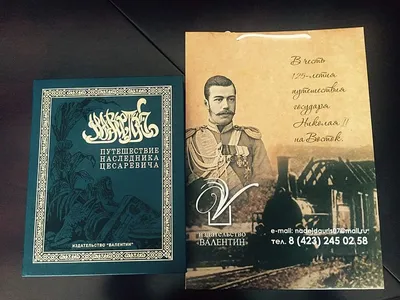 ПУТЕШЕСТВИЕ
НАСЛЕДНИКА
ЦЕСАРЕВИЧА
ИЗДАТЕЛЬСТВО "ВАЛЕНТИН"
В честь
125-летия
путешествия
государя
Николая II
на Восток.
издательство
"ВАЛЕНТИН"
e-mail:
тел. 8 (423) 245 02 58